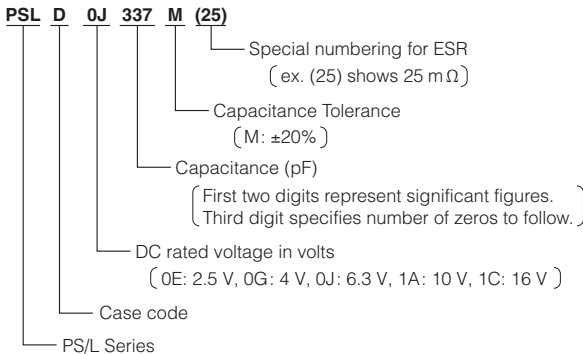 PSL D 0J 337 M (25)
Special numbering for ESR
(ex. (25) shows 25 mΩ)
Capacitance Tolerance
(M: ±20%)
Capacitance (pF)
(First two digits represent significant figures.
Third digit specifies number of zeros to follow.)
DC rated voltage in volts
(0E: 2.5 V, 0G: 4 V, 0J: 6.3 V, 1A: 10 V, 1C: 16 V)
Case code
PS/L Series